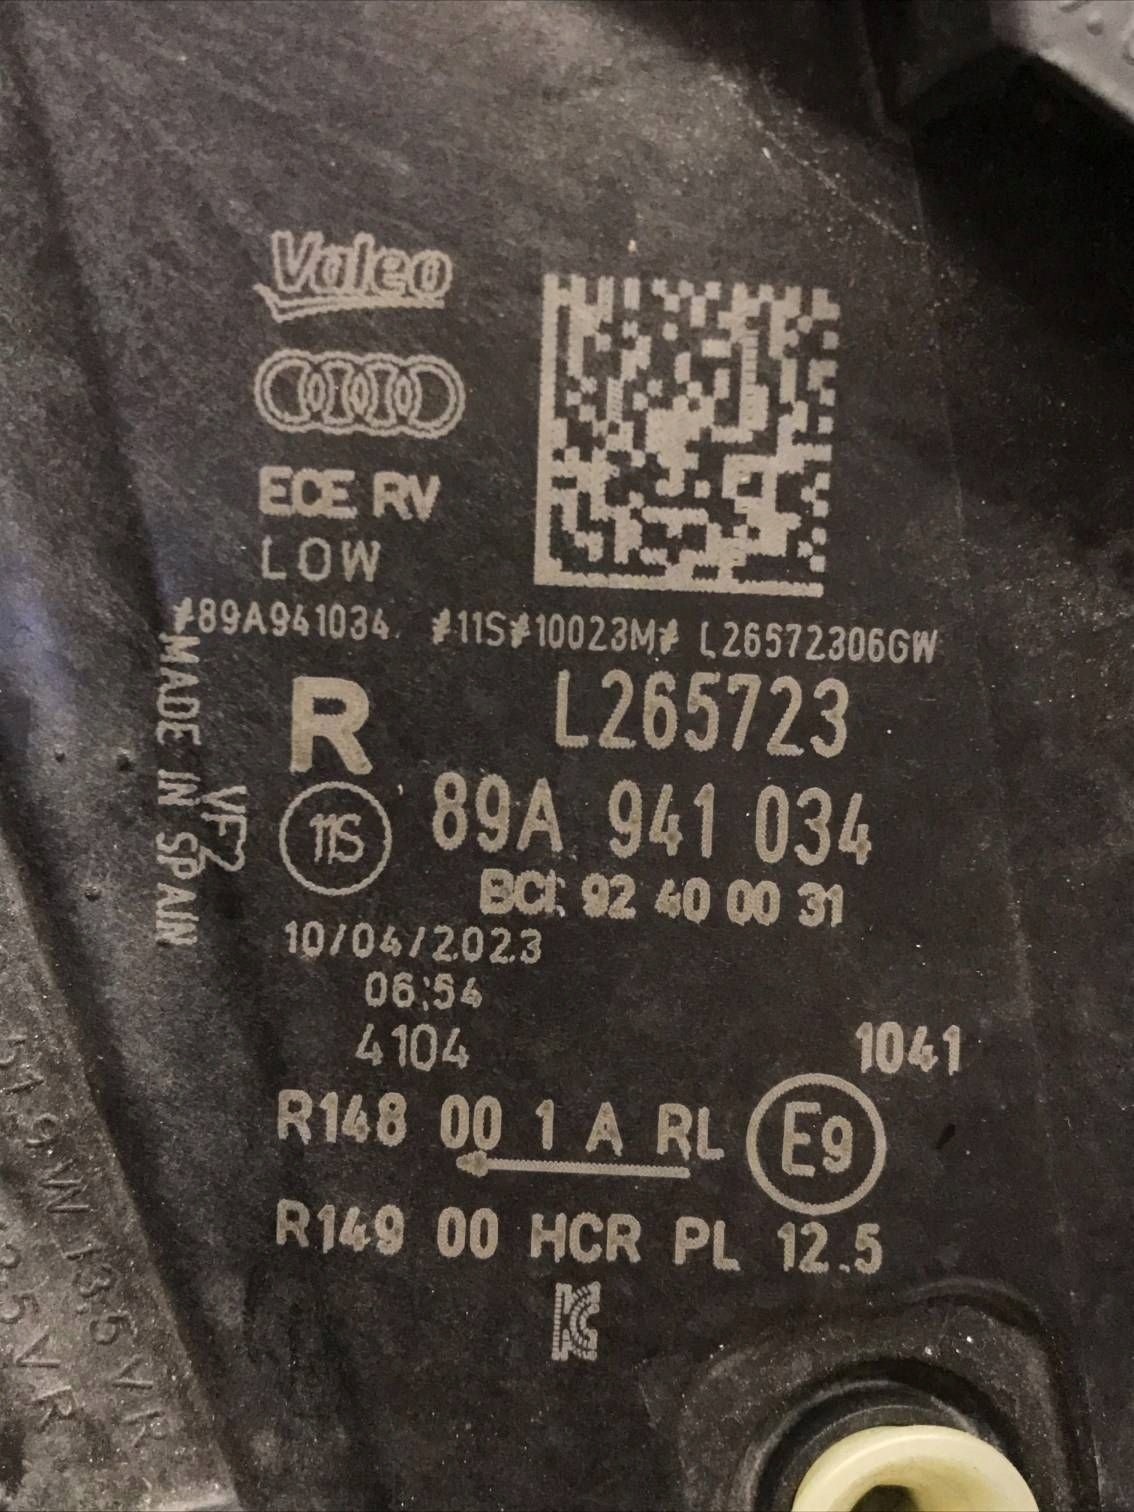 Valeo
ECE RV
LOW
#89A941034 #11S#10023M# L26572306GW
MADE IN SPAIN
VF2
R
L265723
11S
89A 941 034
BCI: 92 40 00 31
10/04/2023
06:54
4104
1041
R148 00 1 A RL
E9
R149 00 HCR PL 12.5